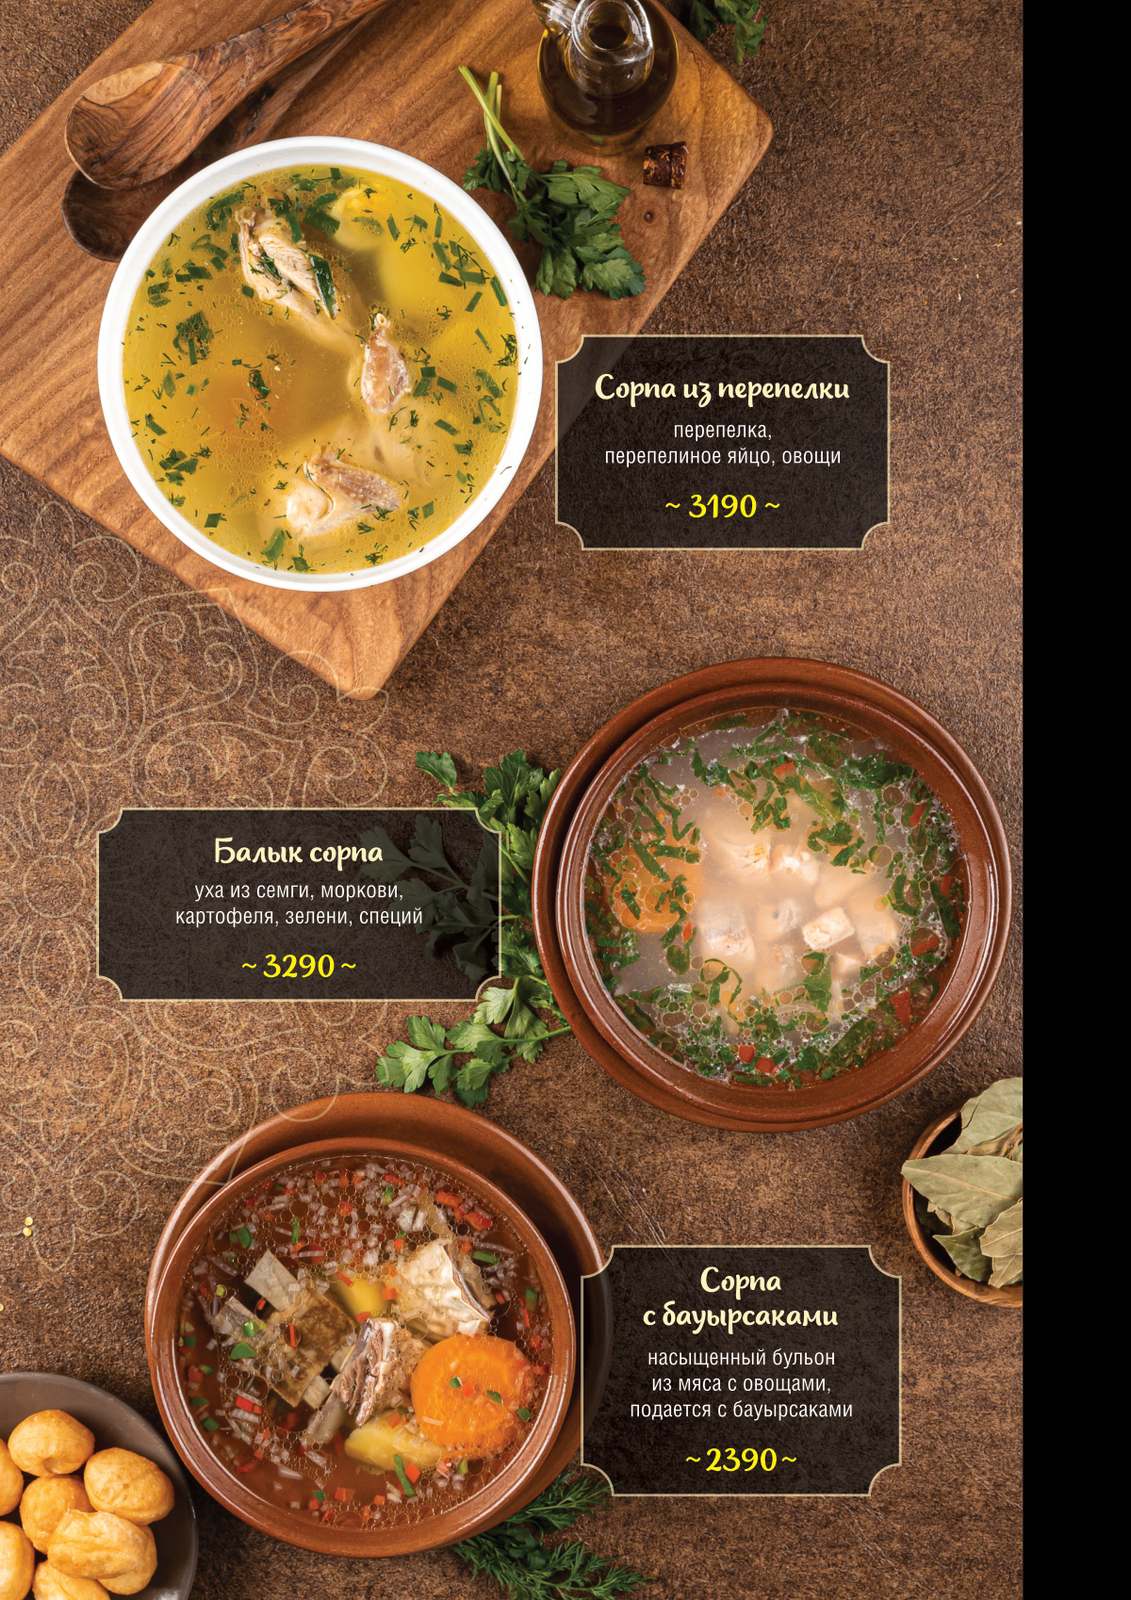 Сорпа из перепелки
перепелка,
перепелиное яйцо, овощи
~ 3190 ~
Балык сорпа
уха из семги, моркови,
картофеля, зелени, специй
~ 3290 ~
Сорпа
с бауырсаками
насыщенный бульон
из мяса с овощами,
подается с бауырсаками
~ 2390 ~